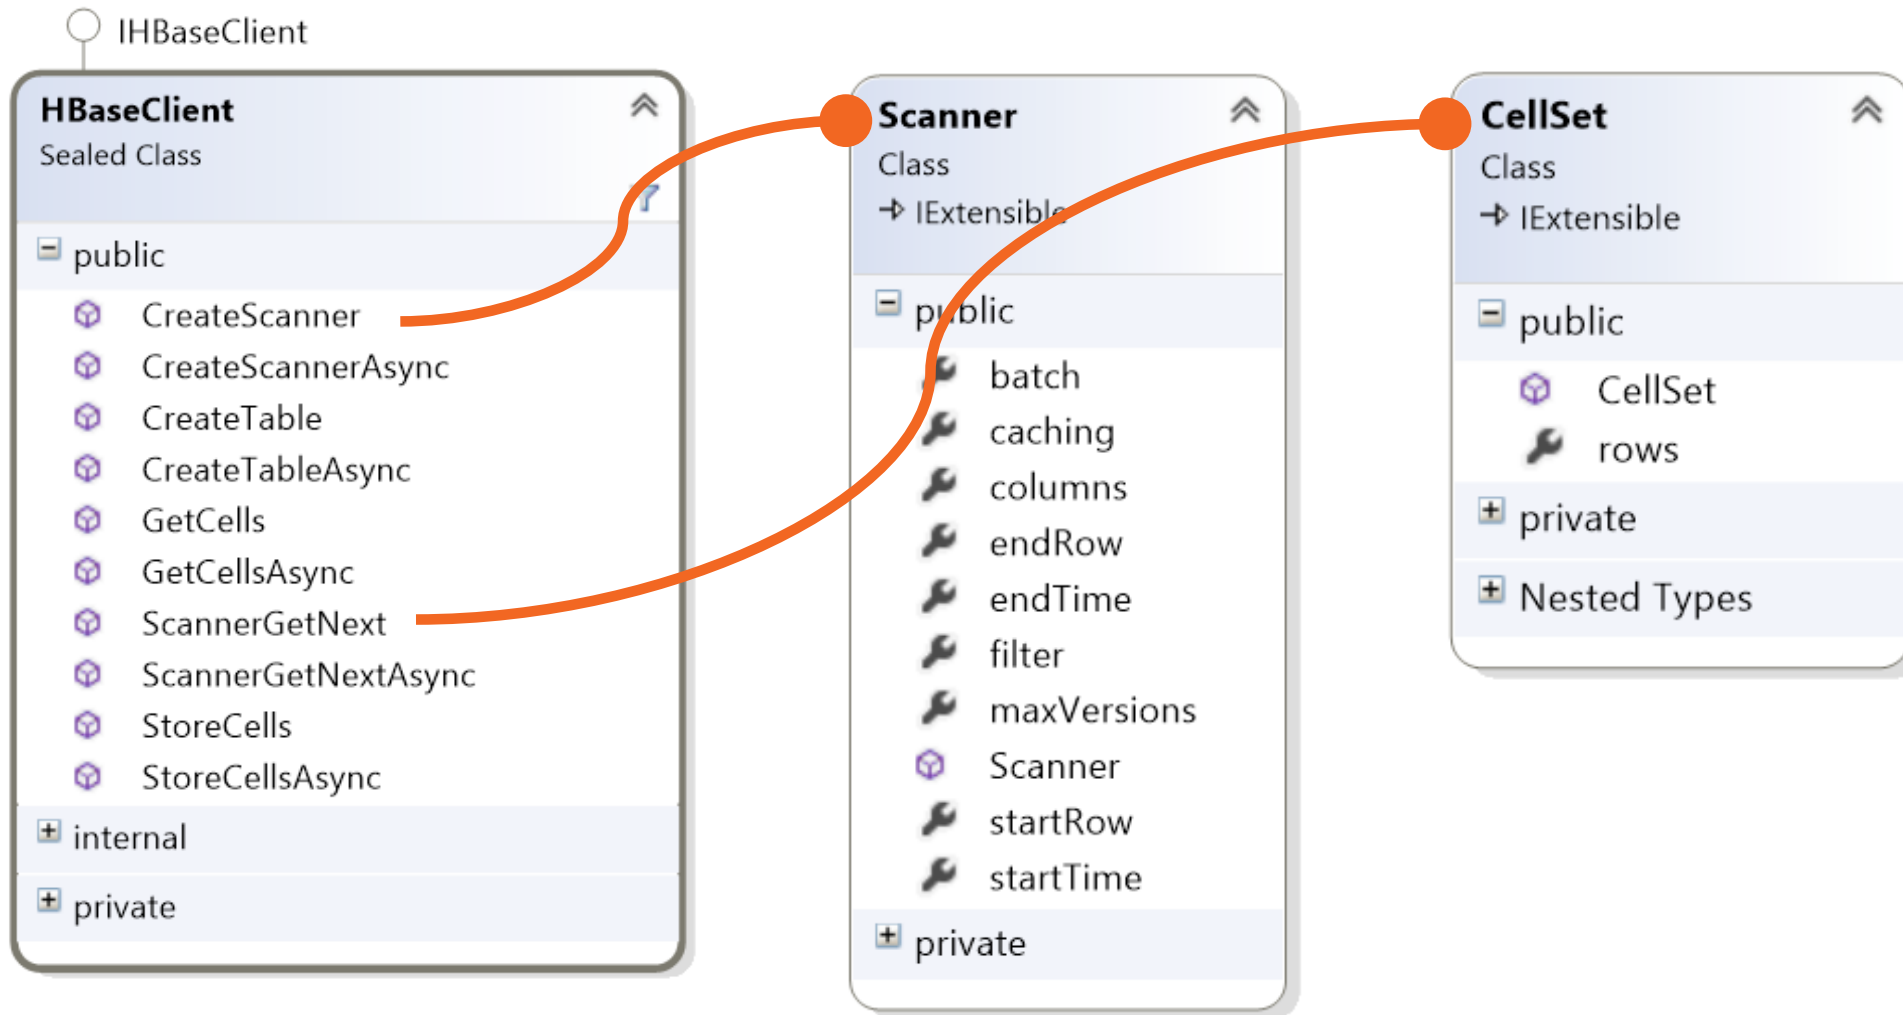 IHBaseClient
HBaseClient
Sealed Class
public
CreateScanner
CreateScannerAsync
CreateTable
CreateTableAsync
GetCells
GetCellsAsync
ScannerGetNext
ScannerGetNextAsync
StoreCells
StoreCellsAsync
internal
private
Scanner
Class
IExtensible
public
batch
caching
columns
endRow
endTime
filter
maxVersions
Scanner
startRow
startTime
private
CellSet
Class
IExtensible
public
CellSet
rows
private
Nested Types